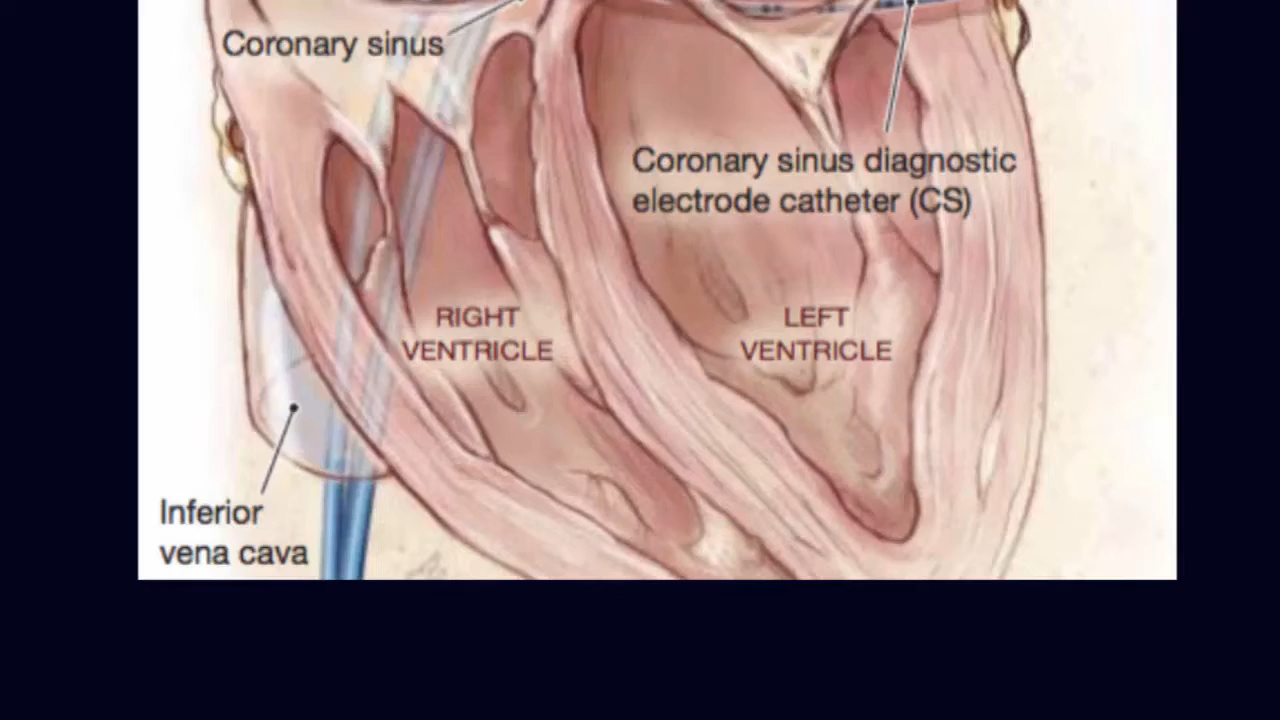 Coronary sinus
Coronary sinus diagnostic
electrode catheter (CS)
RIGHT
VENTRICLE
LEFT
VENTRICLE
Inferior
vena cava